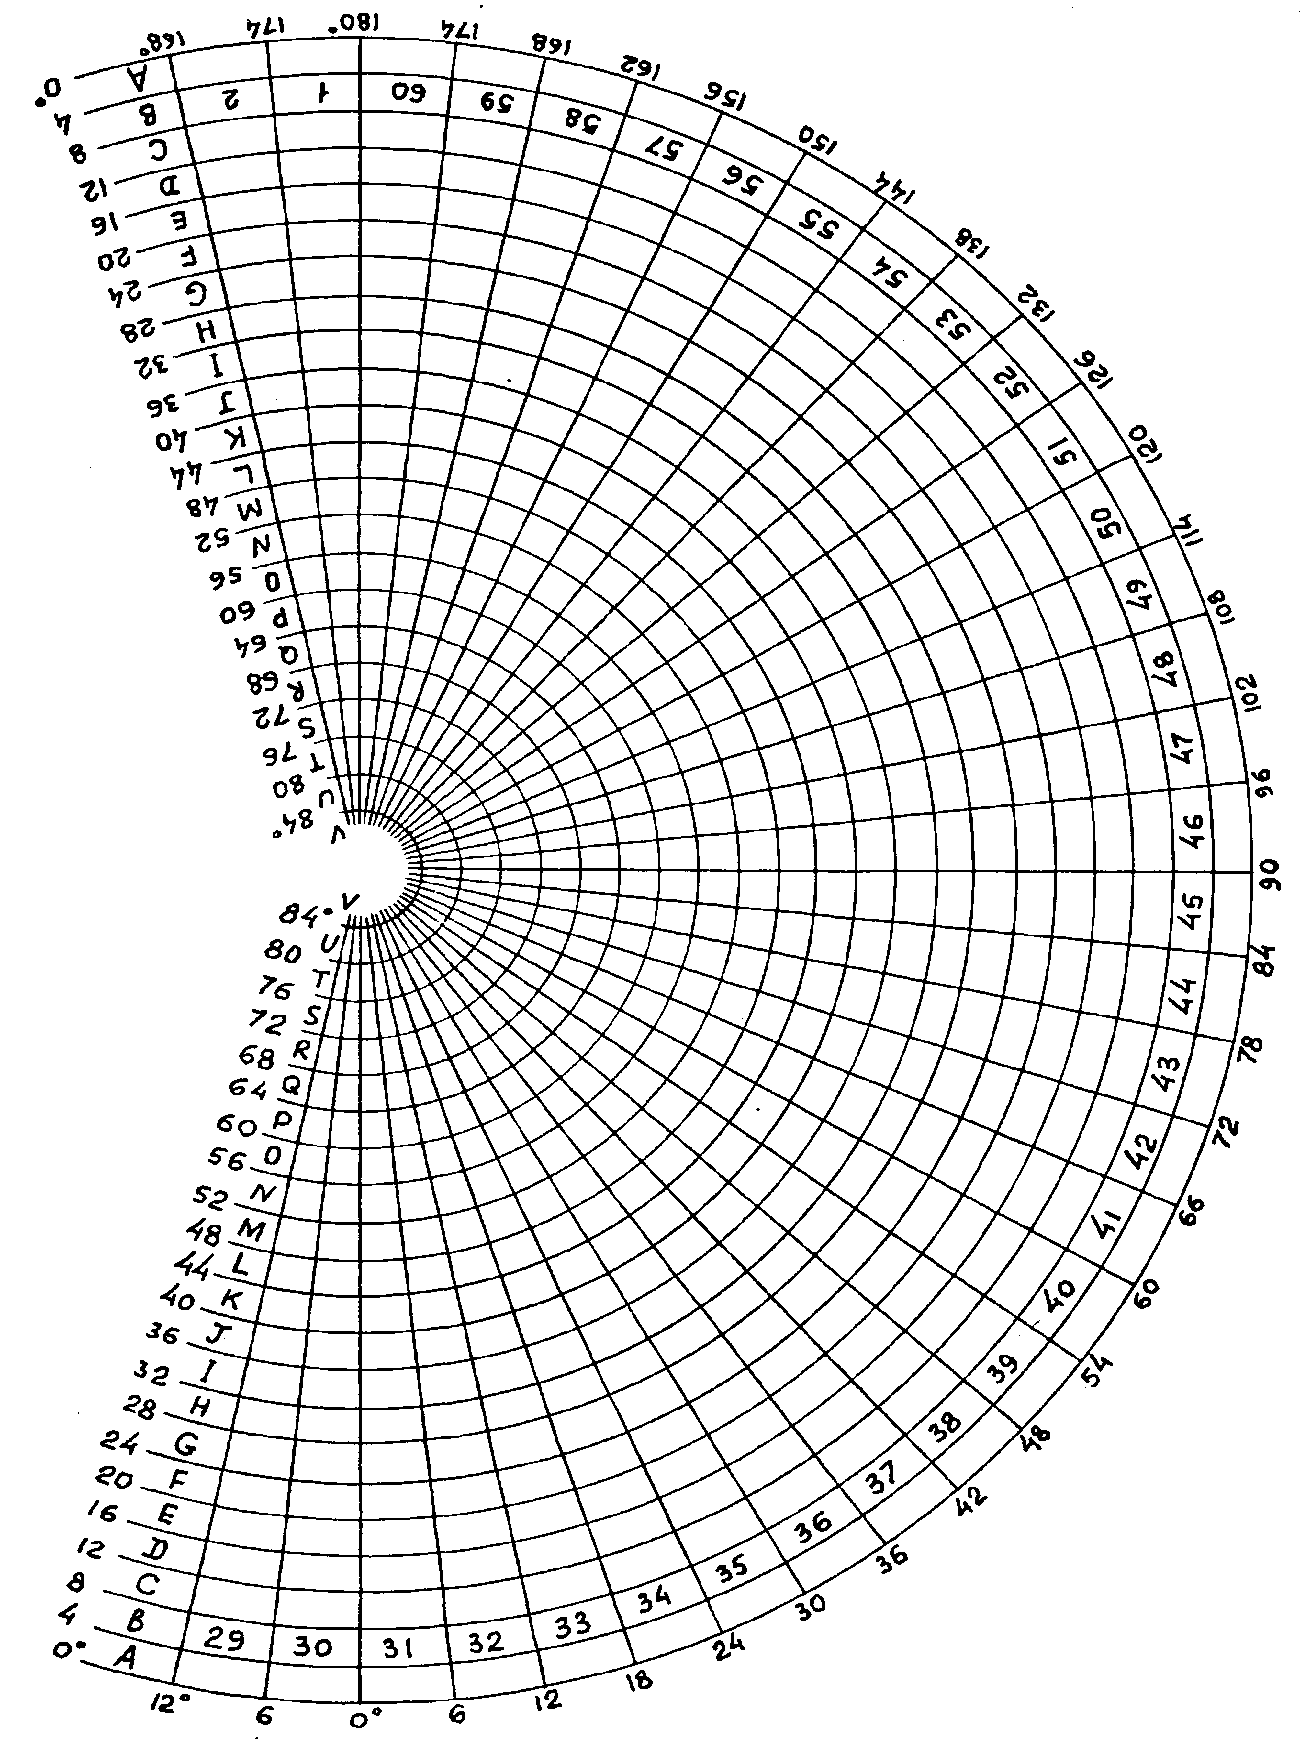 168° 174 180° 174 168 162 156 150 144 138 132 126 120 114 108 102 96 90 84 78 72 66 60 54 48 42 36 30 24 18 12 6 0° 6 12°
2 1 60 59 58 57 56 55 54 53 52 51 50 49 48 47 46 45 44 43 42 41 40 39 38 37 36 35 34 33 32 31 30 29
0° A
4 B
8 C
12 D
16 E
20 F
24 G
28 H
32 I
36 J
40 K
44 L
48 M
52 N
56 O
60 P
64 Q
68 R
72 S
76 T
80 U
84° V
84° V
80 U
76 T
72 S
68 R
64 Q
60 P
56 O
52 N
48 M
44 L
40 K
36 J
32 I
28 H
24 G
20 F
16 E
12 D
8 C
4 B
0° A